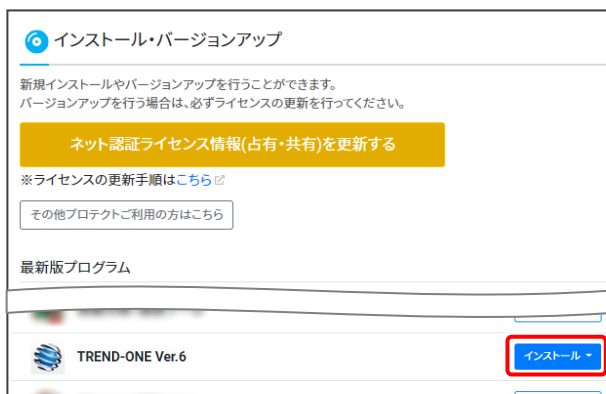 インストール・バージョンアップ
新規インストールやバージョンアップを行うことができます。
バージョンアップを行う場合は、必ずライセンスの更新を行ってください。
ネット認証ライセンス情報(占有・共有)を更新する
※ライセンスの更新手順はこちら
その他プロテクトご利用の方はこちら
最新版プログラム
TREND-ONE Ver.6 インストール